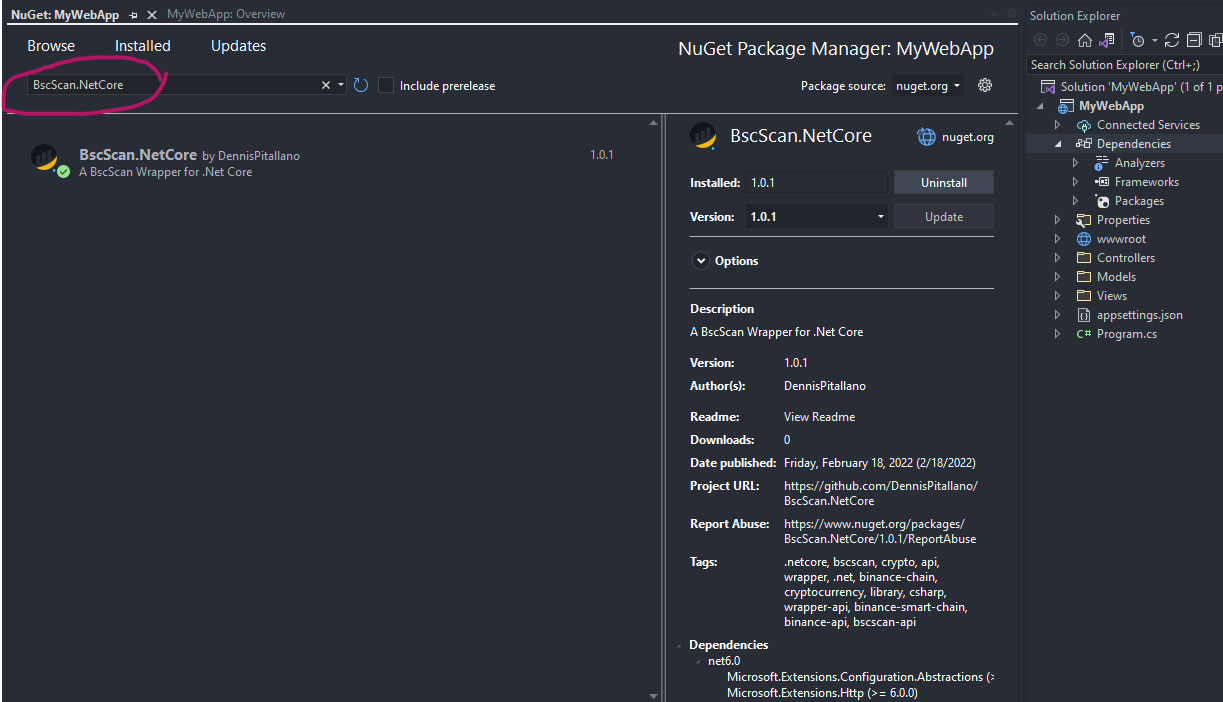 NuGet: MyWebApp
MyWebApp: Overview
Browse
Installed
Updates
NuGet Package Manager: MyWebApp
BscScan.NetCore
Include prerelease
Package source: nuget.org
BscScan.NetCore by DennisPitallano
1.0.1
A BscScan Wrapper for .Net Core
BscScan.NetCore
nuget.org
Installed: 1.0.1
Uninstall
Version: 1.0.1
Update
Options
Description
A BscScan Wrapper for .Net Core
Version: 1.0.1
Author(s): DennisPitallano
Readme: View Readme
Downloads: 0
Date published: Friday, February 18, 2022 (2/18/2022)
Project URL: https://github.com/DennisPitallano/
BscScan.NetCore
Report Abuse: https://www.nuget.org/packages/
BscScan.NetCore/1.0.1/ReportAbuse
Tags: .netcore, bscscan, crypto, api,
wrapper, .net, binance-chain,
cryptocurrency, library, csharp,
wrapper-api, binance-smart-chain,
binance-api, bscscan-api
Dependencies
net6.0
Microsoft.Extensions.Configuration.Abstractions (>
Microsoft.Extensions.Http (>= 6.0.0)
Solution Explorer
Search Solution Explorer (Ctrl+;)
Solution 'MyWebApp' (1 of 1 p
MyWebApp
Connected Services
Dependencies
Analyzers
Frameworks
Packages
Properties
wwwroot
Controllers
Models
Views
appsettings.json
C# Program.cs